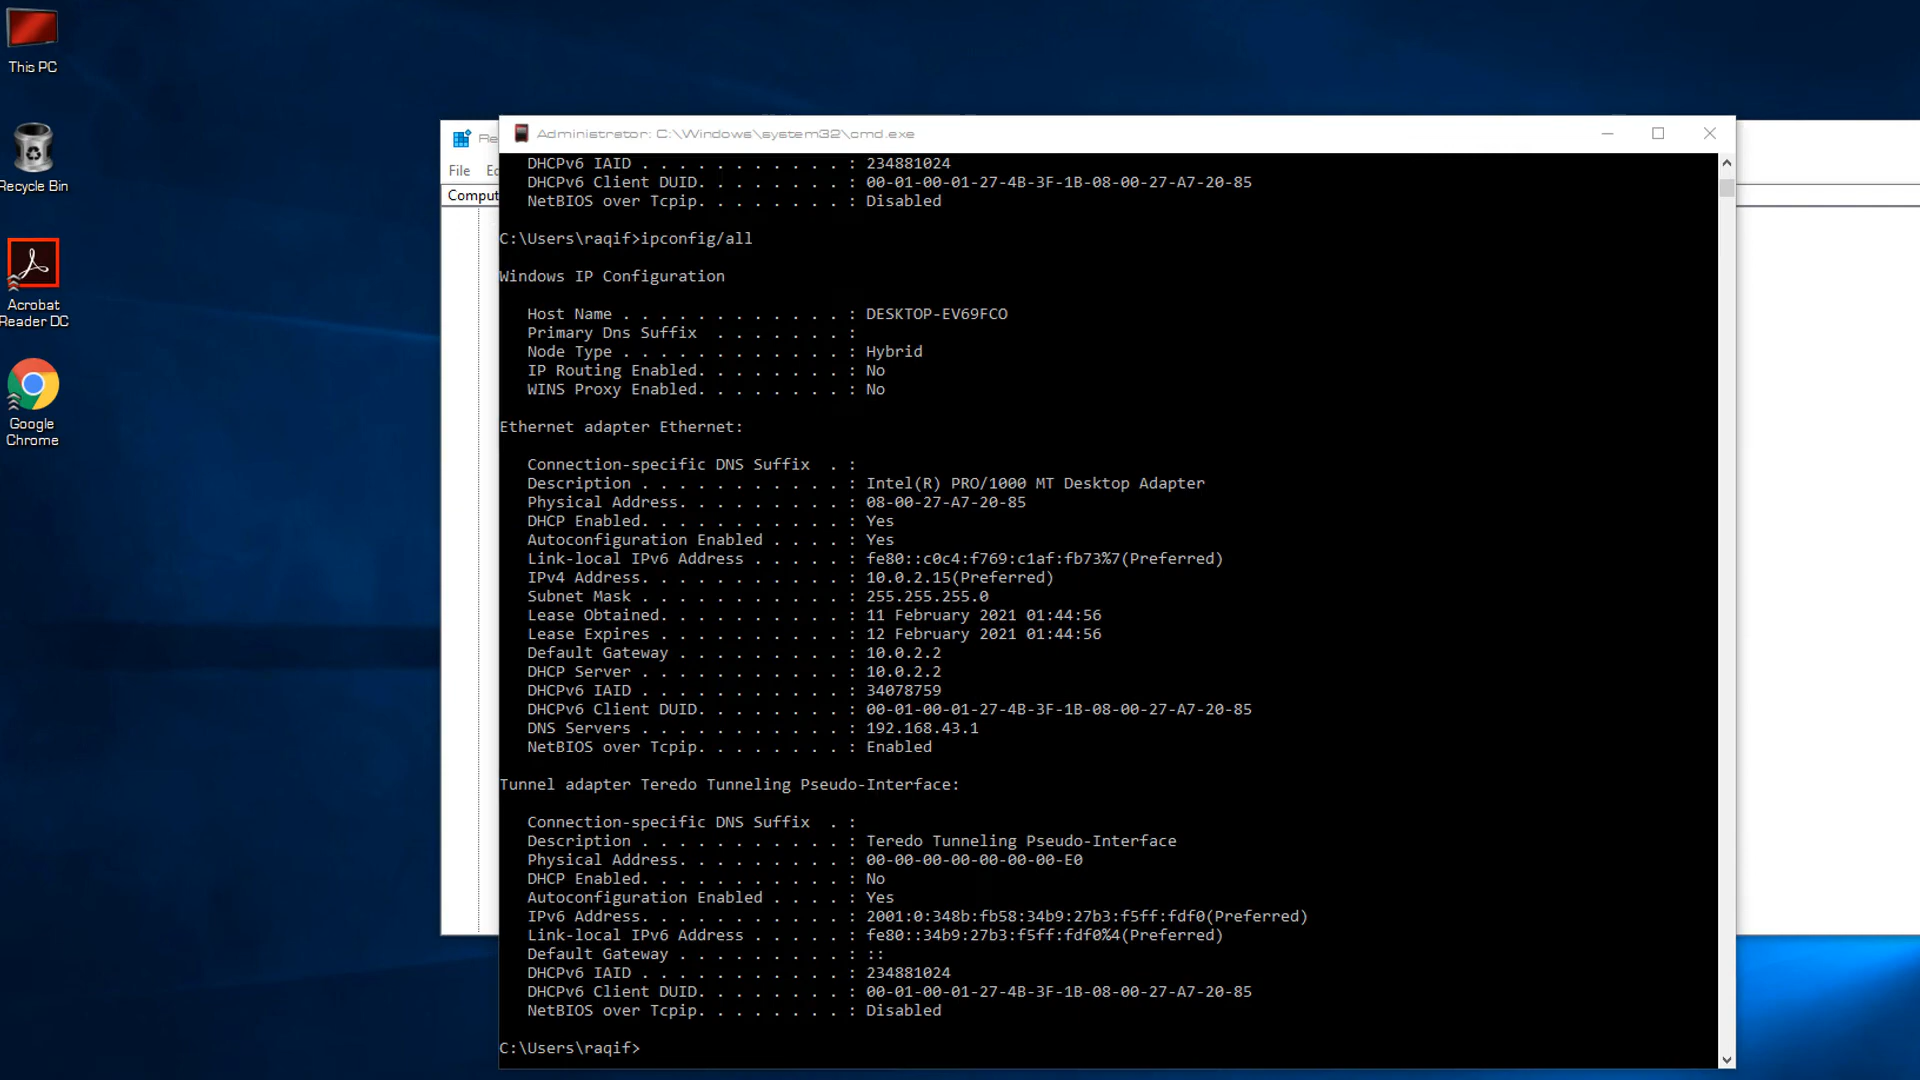 This PC
Recycle Bin
Acrobat
Reader DC
Google
Chrome
Re
File Ed
Comput
Administrator: C:\Windows\system32\cmd.exe
DHCPv6 IAID . . . . . . . . . . . : 234881024
DHCPv6 Client DUID. . . . . . . . : 00-01-00-01-27-4B-3F-1B-08-00-27-A7-20-85
NetBIOS over Tcpip. . . . . . . . : Disabled
C:\Users\raqif>ipconfig/all
Windows IP Configuration
Host Name . . . . . . . . . . . . : DESKTOP-EV69FCO
Primary Dns Suffix  . . . . . . . :
Node Type . . . . . . . . . . . . : Hybrid
IP Routing Enabled. . . . . . . . : No
WINS Proxy Enabled. . . . . . . . : No
Ethernet adapter Ethernet:
Connection-specific DNS Suffix  . :
Description . . . . . . . . . . . : Intel(R) PRO/1000 MT Desktop Adapter
Physical Address. . . . . . . . . : 08-00-27-A7-20-85
DHCP Enabled. . . . . . . . . . . : Yes
Autoconfiguration Enabled . . . . : Yes
Link-local IPv6 Address . . . . . : fe80::c0c4:f769:c1af:fb73%7(Preferred)
IPv4 Address. . . . . . . . . . . : 10.0.2.15(Preferred)
Subnet Mask . . . . . . . . . . . : 255.255.255.0
Lease Obtained. . . . . . . . . . : 11 February 2021 01:44:56
Lease Expires . . . . . . . . . . : 12 February 2021 01:44:56
Default Gateway . . . . . . . . . : 10.0.2.2
DHCP Server . . . . . . . . . . . : 10.0.2.2
DHCPv6 IAID . . . . . . . . . . . : 34078759
DHCPv6 Client DUID. . . . . . . . : 00-01-00-01-27-4B-3F-1B-08-00-27-A7-20-85
DNS Servers . . . . . . . . . . . : 192.168.43.1
NetBIOS over Tcpip. . . . . . . . : Enabled
Tunnel adapter Teredo Tunneling Pseudo-Interface:
Connection-specific DNS Suffix  . :
Description . . . . . . . . . . . : Teredo Tunneling Pseudo-Interface
Physical Address. . . . . . . . . : 00-00-00-00-00-00-00-E0
DHCP Enabled. . . . . . . . . . . : No
Autoconfiguration Enabled . . . . : Yes
IPv6 Address. . . . . . . . . . . : 2001:0:348b:fb58:34b9:27b3:f5ff:fdf0(Preferred)
Link-local IPv6 Address . . . . . : fe80::34b9:27b3:f5ff:fdf0%4(Preferred)
Default Gateway . . . . . . . . . : ::
DHCPv6 IAID . . . . . . . . . . . : 234881024
DHCPv6 Client DUID. . . . . . . . : 00-01-00-01-27-4B-3F-1B-08-00-27-A7-20-85
NetBIOS over Tcpip. . . . . . . . : Disabled
C:\Users\raqif>